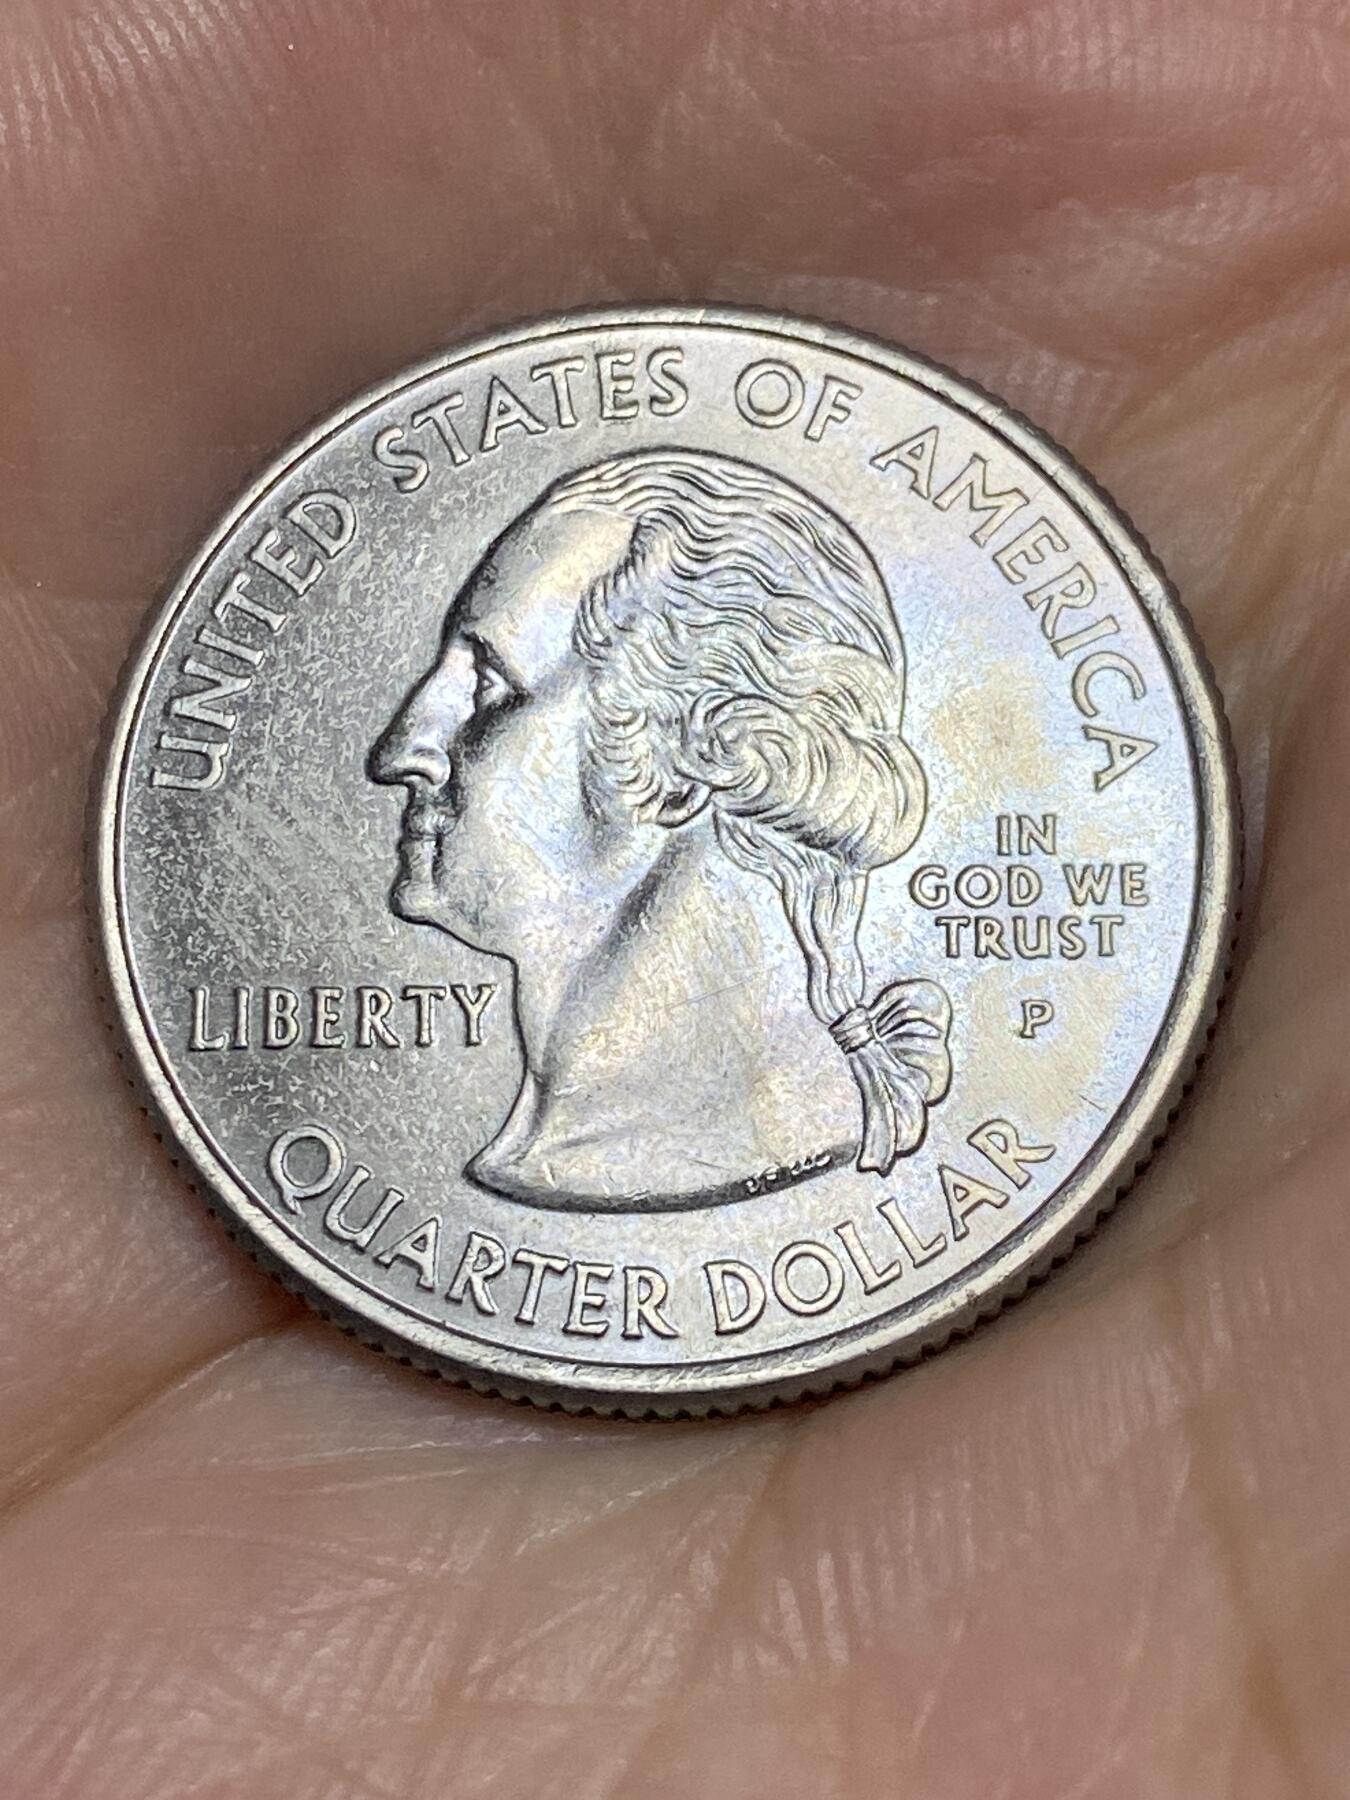 UNITED STATES OF AMERICA
LIBERTY
IN
GOD WE
TRUST
P
QUARTER DOLLAR